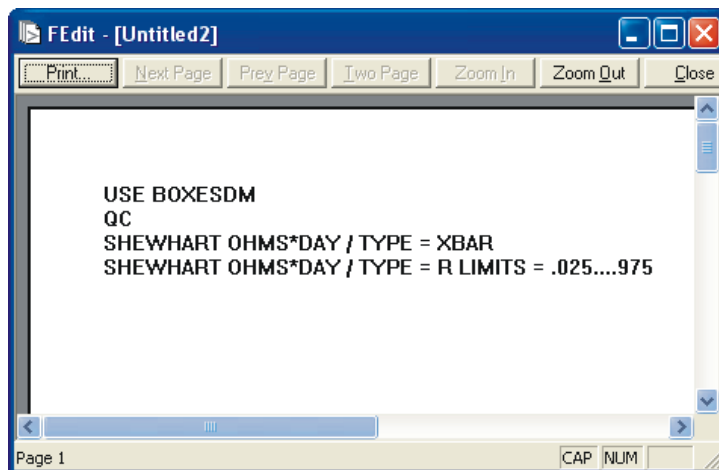 FEdit - [Untitled2]
Print... Next Page Prev Page Two Page Zoom In Zoom Out Close
USE BOXESDM
QC
SHEWHART OHMS*DAY / TYPE = XBAR
SHEWHART OHMS*DAY / TYPE = R LIMITS = .025....975
Page 1 CAP NUM